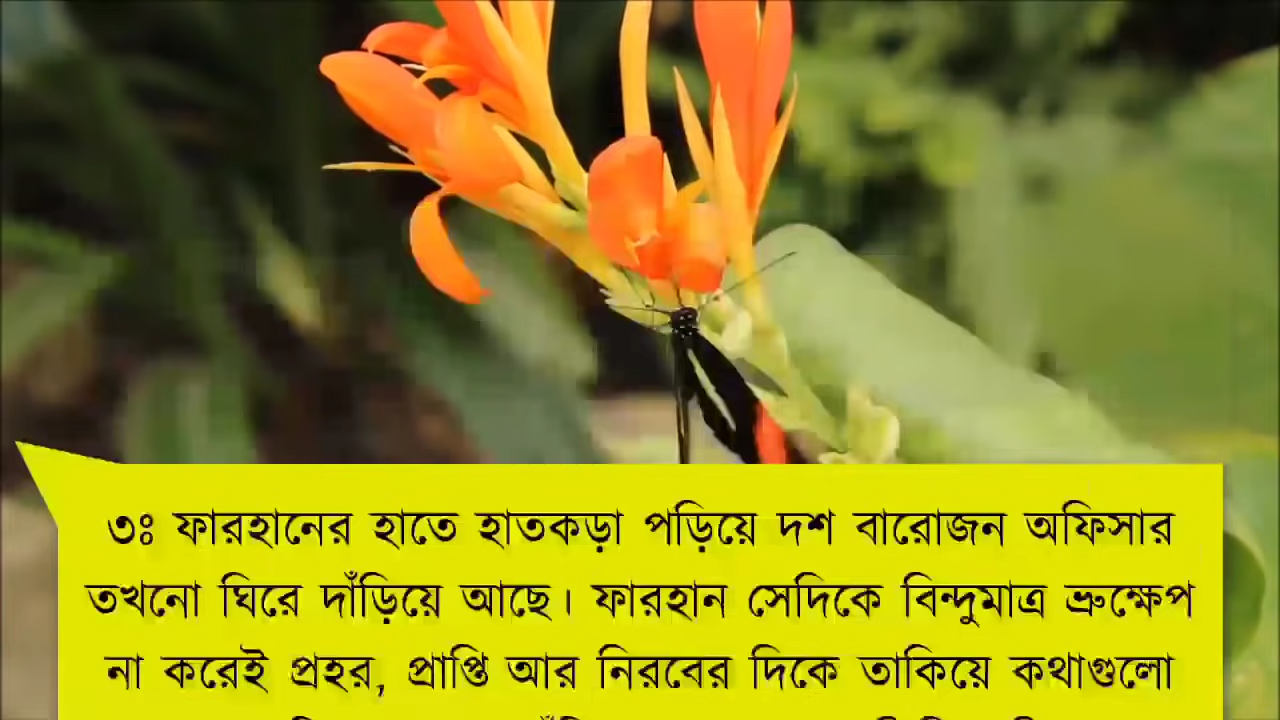 ৩ঃ ফারহানের হাতে হাতকড়া পড়িয়ে দশ বারোজন অফিসার
তখনো ঘিরে দাঁড়িয়ে আছে। ফারহান সেদিকে বিন্দুমাত্র ভ্রুক্ষেপ
না করেই প্রহর, প্রাপ্তি আর নিরবের দিকে তাকিয়ে কথাগুলো